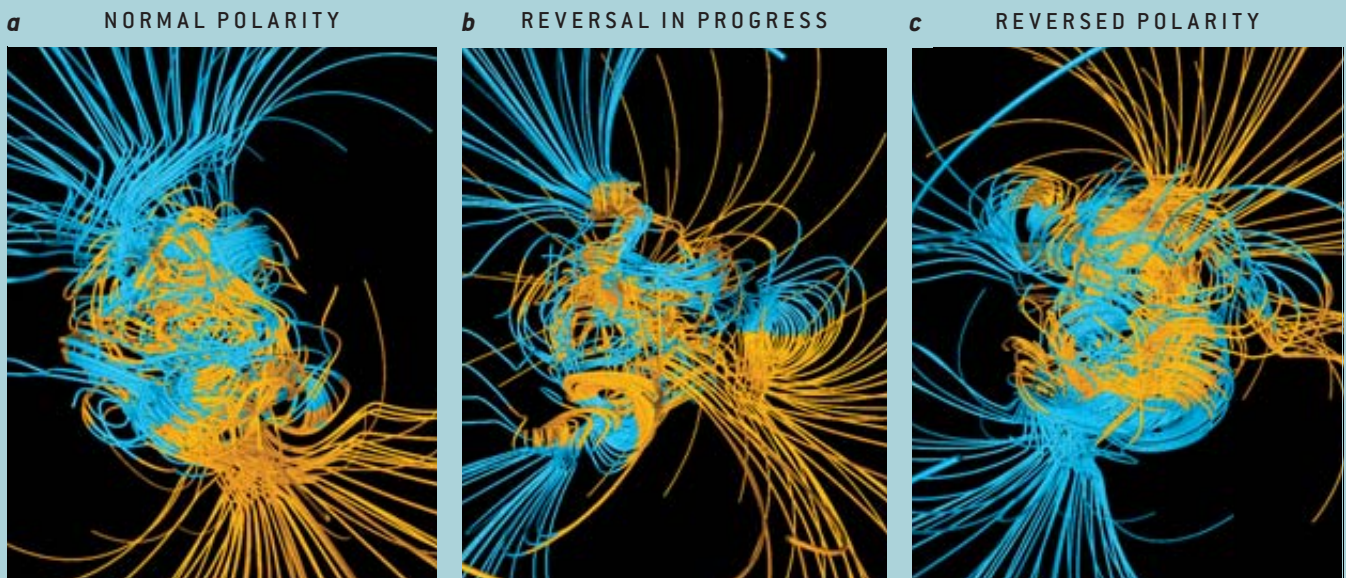 a NORMAL POLARITY
b REVERSAL IN PROGRESS
c REVERSED POLARITY